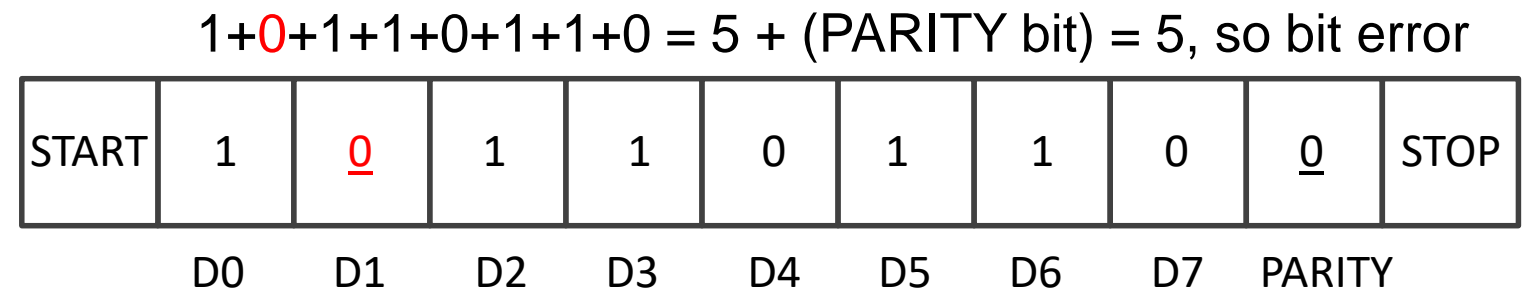 1+0+1+1+0+1+1+0 = 5 + (PARITY bit) = 5, so bit error
START 1 0 1 1 0 1 1 0 0 STOP
D0 D1 D2 D3 D4 D5 D6 D7 PARITY